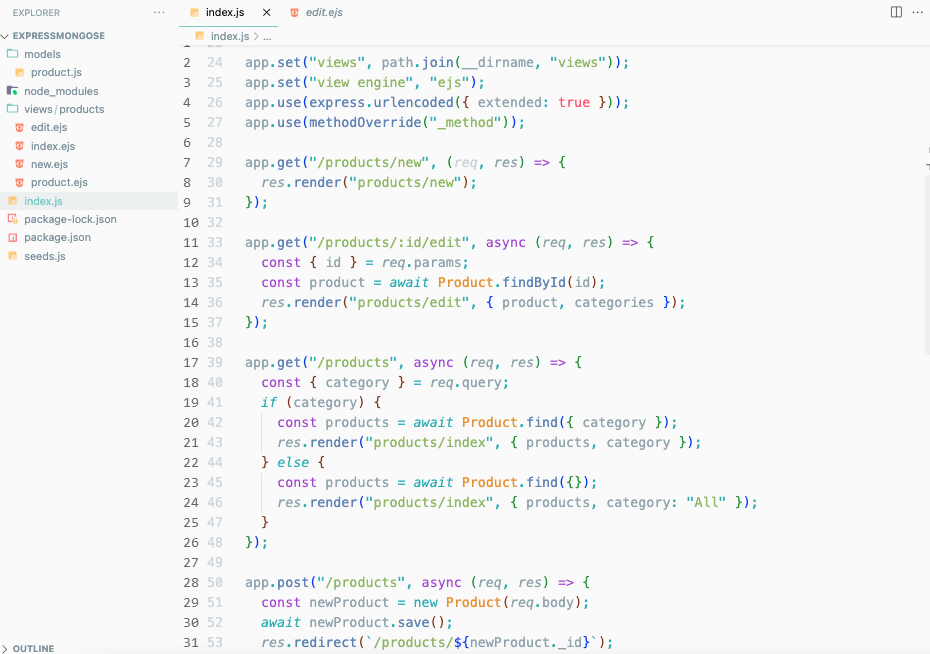 EXPLORER
EXPRESSMONGOSE
models
product.js
node_modules
views/products
edit.ejs
index.ejs
new.ejs
product.ejs
index.js
package-lock.json
package.json
seeds.js
OUTLINE
index.js edit.ejs
index.js > ...
2 24 app.set("views", path.join(__dirname, "views"));
3 25 app.set("view engine", "ejs");
4 26 app.use(express.urlencoded({ extended: true }));
5 27 app.use(methodOverride("_method"));
6 28
7 29 app.get("/products/new", (req, res) => {
8 30 res.render("products/new");
9 31 });
10 32
11 33 app.get("/products/:id/edit", async (req, res) => {
12 34 const { id } = req.params;
13 35 const product = await Product.findById(id);
14 36 res.render("products/edit", { product, categories });
15 37 });
16 38
17 39 app.get("/products", async (req, res) => {
18 40 const { category } = req.query;
19 41 if (category) {
20 42 const products = await Product.find({ category });
21 43 res.render("products/index", { products, category });
22 44 } else {
23 45 const products = await Product.find({});
24 46 res.render("products/index", { products, category: "All" });
25 47 }
26 48 });
27 49
28 50 app.post("/products", async (req, res) => {
29 51 const newProduct = new Product(req.body);
30 52 await newProduct.save();
31 53 res.redirect(`/products/${newProduct._id}`);